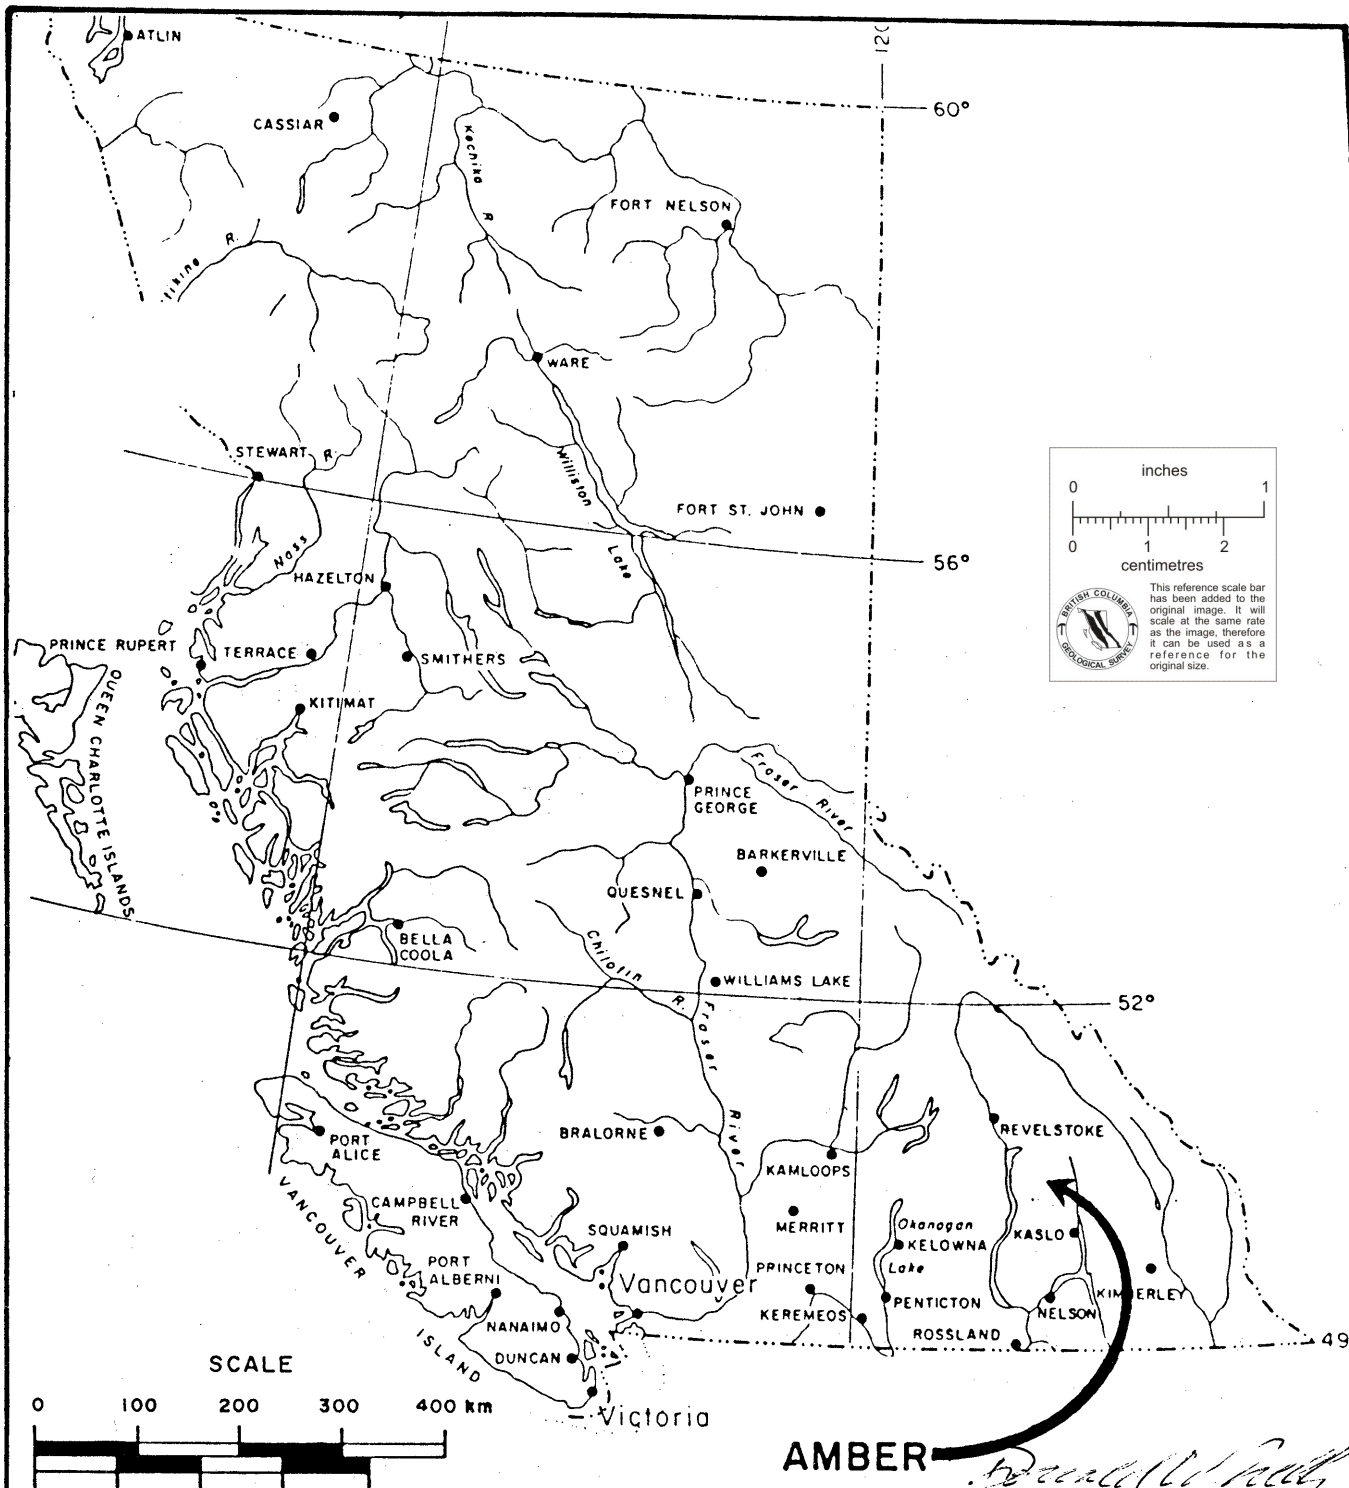 ATLIN
120
60°
CASSIAR
Kechika
R.
FORT NELSON
R.
tikine
WARE
STEWART
R.
Williston
Lake
FORT ST. JOHN
56°
Nass
HAZELTON
PRINCE RUPERT
TERRACE
SMITHERS
KITIMAT
QUEEN CHARLOTTE ISLANDS
PRINCE
GEORGE
Fraser River
BARKERVILLE
QUESNEL
BELLA
COOLA
Chilotin
R.
WILLIAMS LAKE
52°
Fraser
River
PORT
ALICE
BRALORNE
REVELSTOKE
KAMLOOPS
VANCOUVER
ISLAND
CAMPBELL
RIVER
MERRITT
SQUAMISH
Okanagan
Lake
KELOWNA
KASLO
PORT
ALBERNI
Vancouver
PRINCETON
KIMBERLEY
PENTICTON
NELSON
KEREMEOS
NANAIMO
ROSSLAND
49
DUNCAN
Victoria
SCALE
0 100 200 300 400 km
AMBER
inches
0 1
0 1 2
centimetres
BRITISH COLUMBIA
GEOLOGICAL SURVEY
This reference scale bar
has been added to the
original image. It will
scale at the same rate
as the image, therefore
it can be used as a
reference for the
original size.